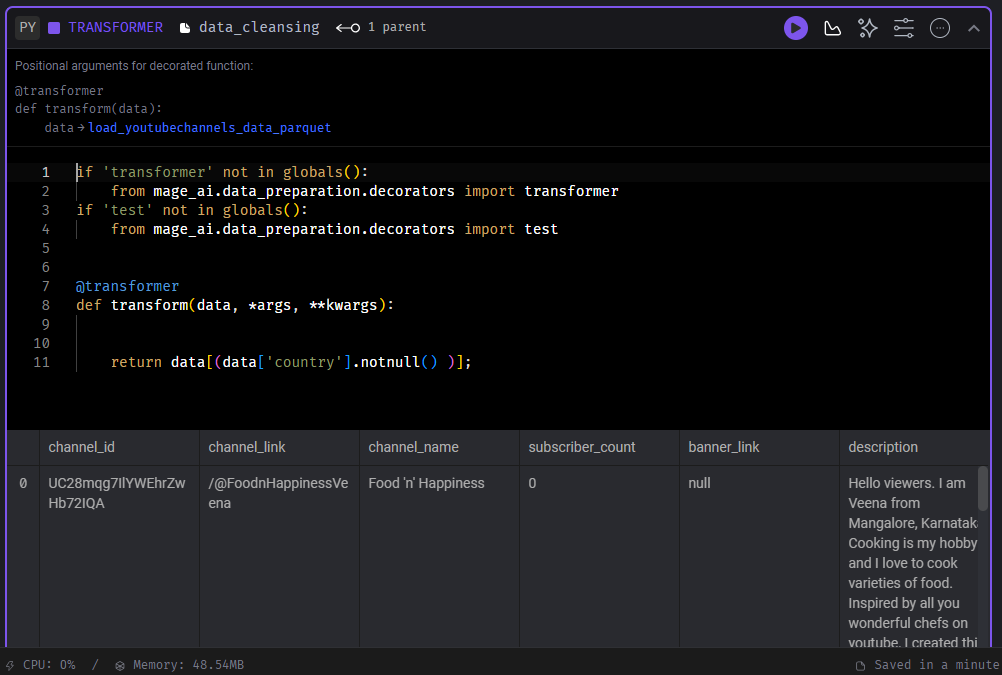 PY TRANSFORMER data_cleansing 1 parent
Positional arguments for decorated function:
@transformer
def transform(data):
data → load_youtubechannels_data_parquet
1 if 'transformer' not in globals():
2 from mage_ai.data_preparation.decorators import transformer
3 if 'test' not in globals():
4 from mage_ai.data_preparation.decorators import test
5
6
7 @transformer
8 def transform(data, *args, **kwargs):
9
10
11 return data[(data['country'].notnull() )];
channel_id channel_link channel_name subscriber_count banner_link description
0 UC28mqg7IlYWEhrZw /@FoodnHappinessVe Food 'n' Happiness 0 null Hello viewers. I am
Hb72IQA ena Veena from
Mangalore, Karnatak
Cooking is my hobby
and I love to cook
varieties of food.
Inspired by all you
wonderful chefs on
youtube, I created thi
CPU: 0% / Memory: 48.54MB Saved in a minute